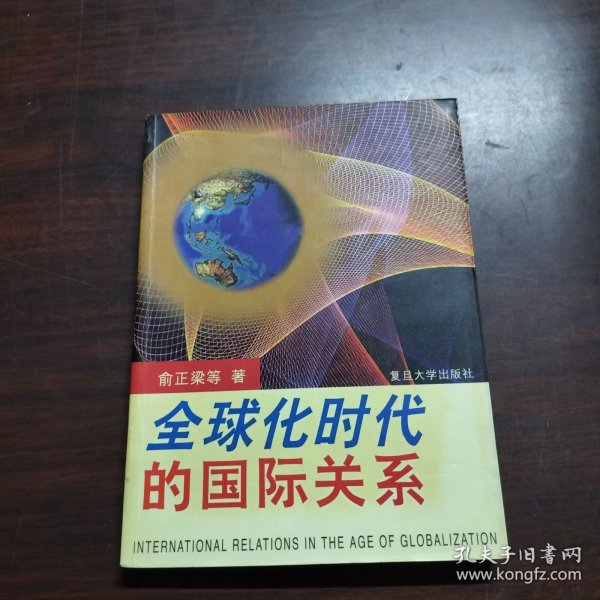 俞正梁等 著
复旦大学出版社
全球化时代
的国际关系
INTERNATIONAL RELATIONS IN THE AGE OF GLOBALIZATION
孔夫子旧书网
www.kongfz.com